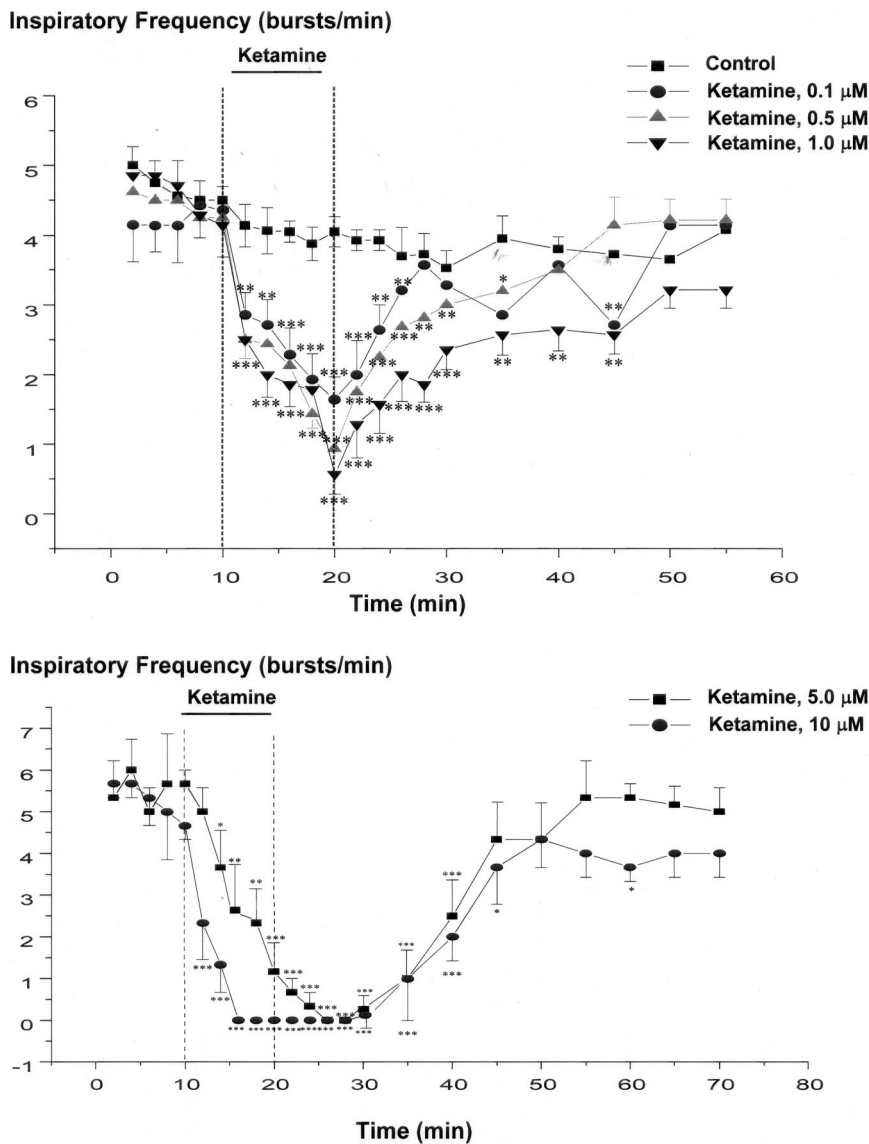 Inspiratory Frequency (bursts/min)
Ketamine
Control
Ketamine, 0.1 μM
Ketamine, 0.5 μM
Ketamine, 1.0 μM
6
5
4
3
2
1
0
** ** *** *** *** *** ** ** ** * **
*** *** *** *** *** *** *** *** ** **
*** *** *** *** *** *** ** ** **
0 10 20 30 40 50 60
Time (min)
Inspiratory Frequency (bursts/min)
Ketamine
Ketamine, 5.0 μM
Ketamine, 10 μM
7
6
5
4
3
2
1
0
-1
* ** ** *** *** *** *** *** *** *** ***
*** *** *** *** *** *** *** *** *** *** *** *** * *
0 10 20 30 40 50 60 70 80
Time (min)